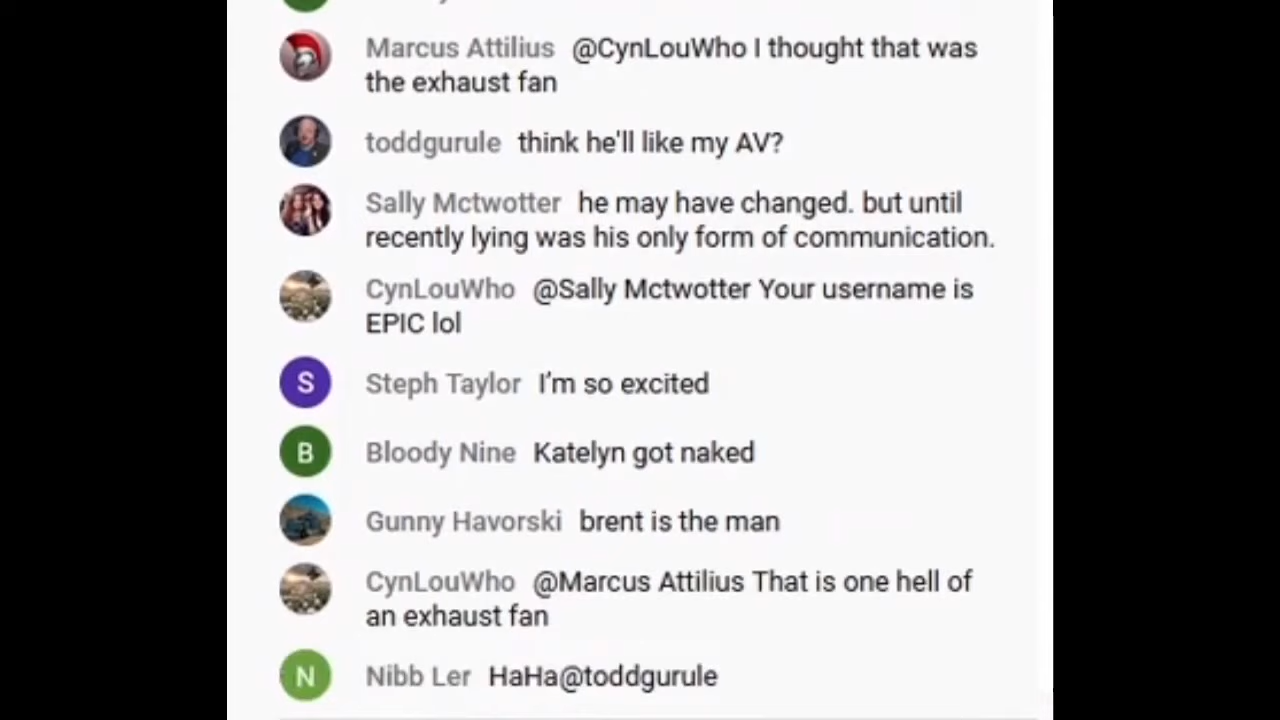 Marcus Attilius @CynLouWho I thought that was
the exhaust fan
toddgurule think he'll like my AV?
Sally Mctwotter he may have changed. but until
recently lying was his only form of communication.
CynLouWho @Sally Mctwotter Your username is
EPIC lol
S
Steph Taylor I'm so excited
B
Bloody Nine Katelyn got naked
Gunny Havorski brent is the man
CynLouWho @Marcus Attilius That is one hell of
an exhaust fan
N
Nibb Ler HaHa@toddgurule